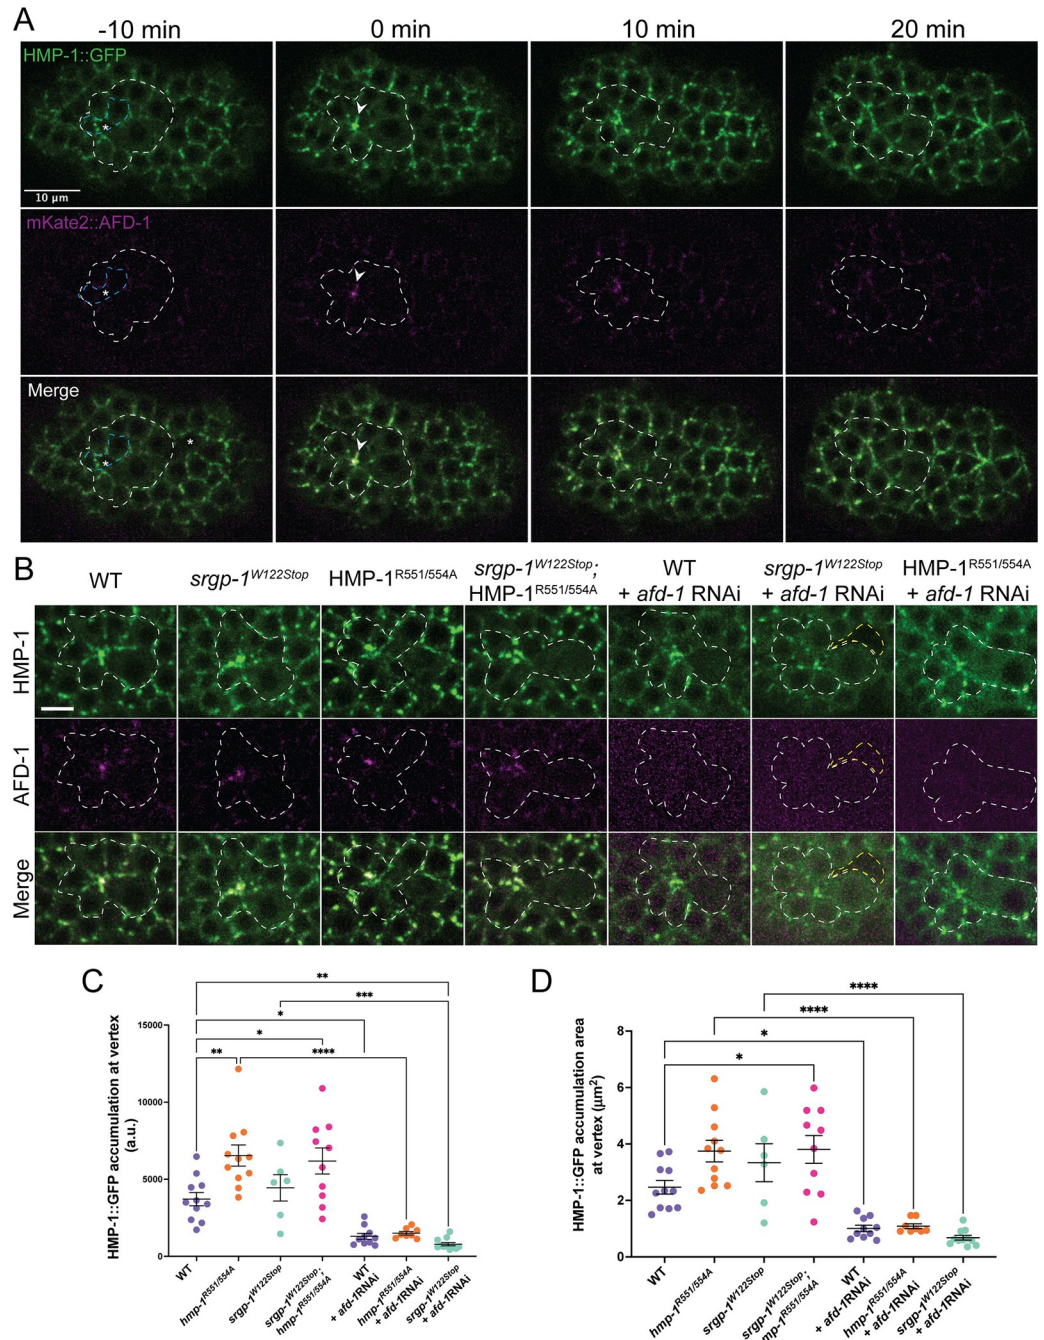 A
-10 min
0 min
10 min
20 min
HMP-1::GFP
10 µm
mKate2::AFD-1
*
Merge
B
WT
srgp-1W122Stop
HMP-1R551/554A
srgp-1W122Stop;
HMP-1R551/554A
WT
+ afd-1 RNAi
srgp-1W122Stop
+ afd-1 RNAi
HMP-1R551/554A
+ afd-1 RNAi
HMP-1
AFD-1
Merge
C
HMP-1::GFP accumulation at vertex
(a.u.)
15000
10000
5000
0
**
***
*
*
**
****
WT
hmp-1R551/554A
srgp-1W122Stop
srgp-1W122Stop;
hmp-1R551/554A
WT
+ afd-1RNAi
hmp-1R551/554A
+ afd-1RNAi
srgp-1W122Stop
+ afd-1RNAi
D
HMP-1::GFP accumulation area
at vertex (µm2)
8
6
4
2
0
****
****
*
*
WT
hmp-1R551/554A
srgp-1W122Stop
srgp-1W122Stop;
mp-1R551/554A
WT
+ afd-1RNAi
hmp-1R551/554A
+ afd-1RNAi
srgp-1W122Stop
+ afd-1RNAi